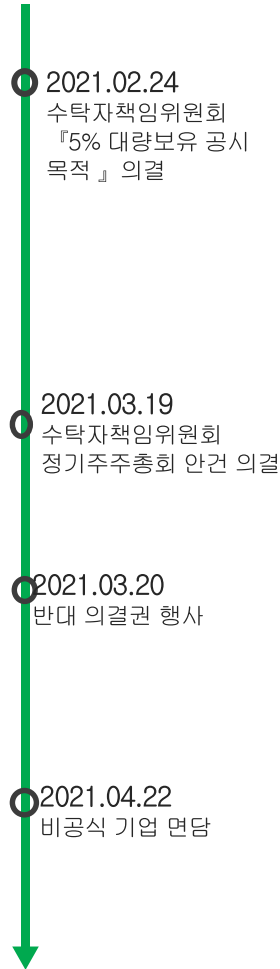 2021.02.24
수탁자책임위원회
『5% 대량보유 공시
목적 』 의결
2021.03.19
수탁자책임위원회
정기주주총회 안건 의결
2021.03.20
반대 의결권 행사
2021.04.22
비공식 기업 면담